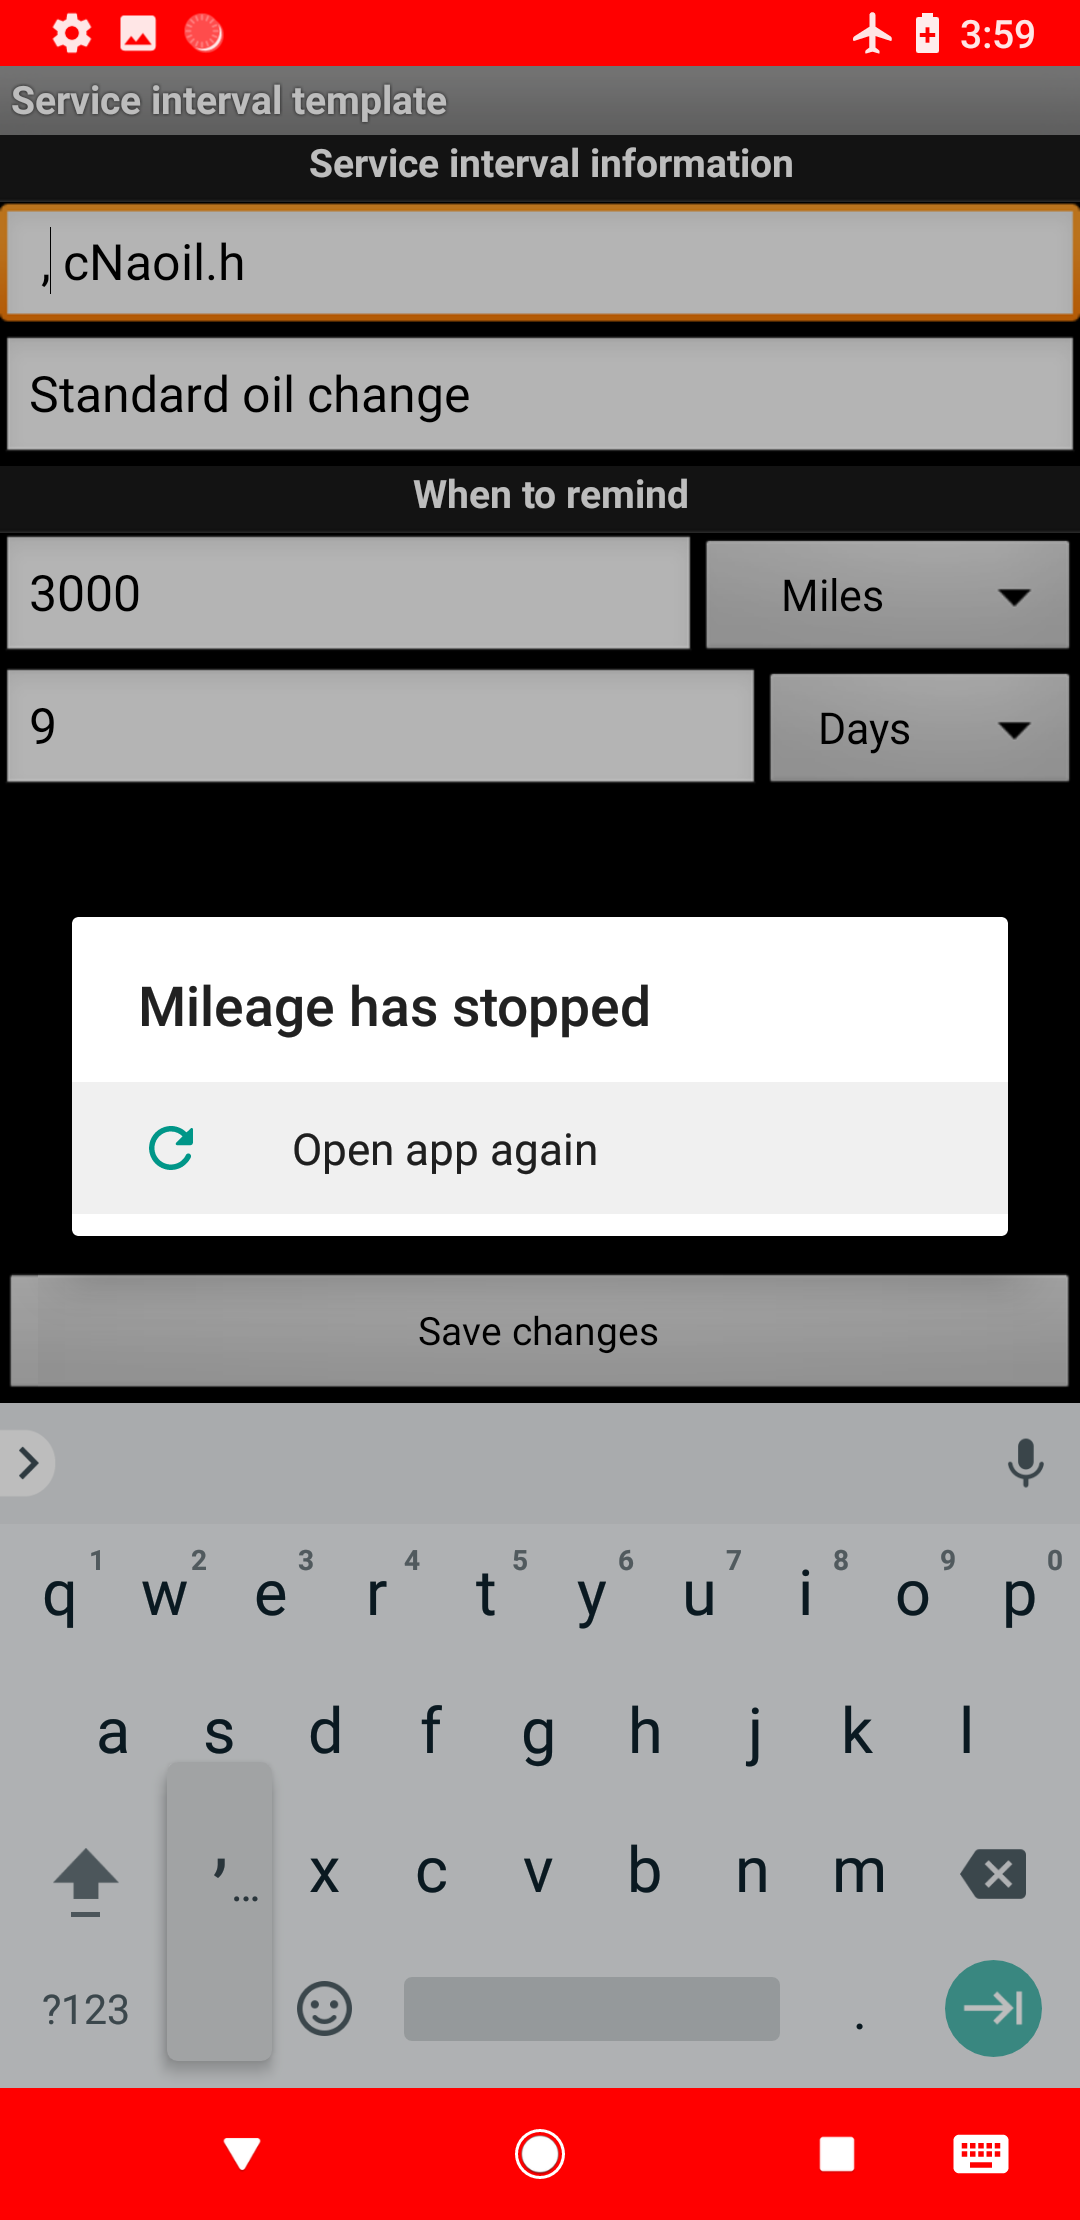 3:59
Service interval template
Service interval information
, cNaoil.h
Standard oil change
When to remind
3000 Miles
9 Days
Mileage has stopped
Open app again
Save changes
1 2 3 4 5 6 7 8 9 0
q w e r t y u i o p
a s d f g h j k l
, ... x c v b n m
?123 .